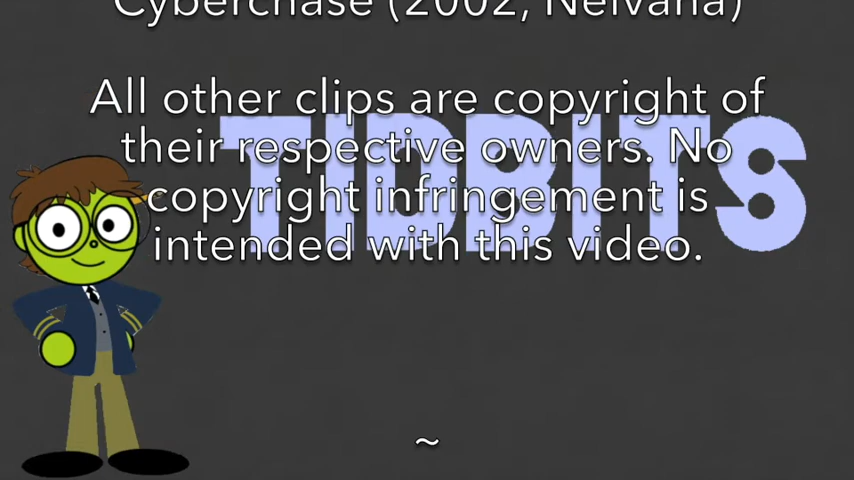 Cyberchase (2002, Nelvana)
All other clips are copyright of
TIDBITS
their respective owners. No
copyright infringement is
intended with this video.
~